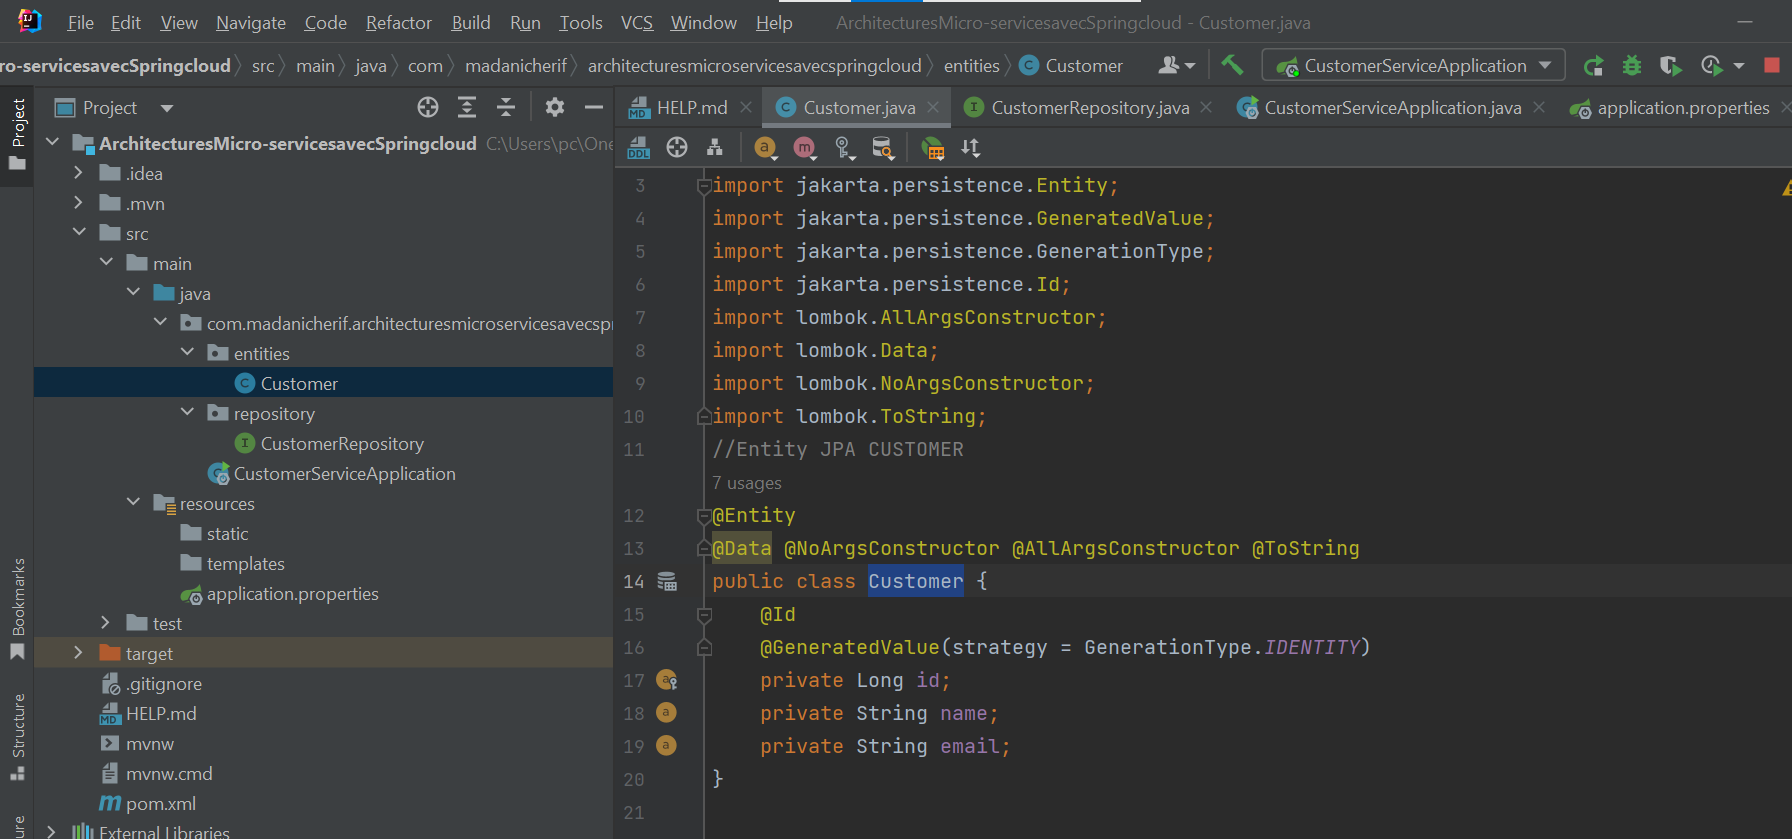 File Edit View Navigate Code Refactor Build Run Tools VCS Window Help ArchitecturesMicro-servicesavecSpringcloud - Customer.java
ro-servicesavecSpringcloud src main java com madanicherif architecturesmicroservicesavecspringcloud entities Customer CustomerServiceApplication
Project
HELP.md Customer.java CustomerRepository.java CustomerServiceApplication.java application.properties
Project
ArchitecturesMicro-servicesavecSpringcloud C:\Users\pc\One
.idea
.mvn
src
main
java
com.madanicherif.architecturesmicroservicesavecspr
entities
Customer
repository
CustomerRepository
CustomerServiceApplication
resources
static
templates
application.properties
test
target
.gitignore
HELP.md
mvnw
mvnw.cmd
pom.xml
External Libraries
Bookmarks
Structure
ure
DDL
3 import jakarta.persistence.Entity;
4 import jakarta.persistence.GeneratedValue;
5 import jakarta.persistence.GenerationType;
6 import jakarta.persistence.Id;
7 import lombok.AllArgsConstructor;
8 import lombok.Data;
9 import lombok.NoArgsConstructor;
10 import lombok.ToString;
11 //Entity JPA CUSTOMER
7 usages
12 @Entity
13 @Data @NoArgsConstructor @AllArgsConstructor @ToString
14 public class Customer {
15 @Id
16 @GeneratedValue(strategy = GenerationType.IDENTITY)
17 private Long id;
18 private String name;
19 private String email;
20 }
21